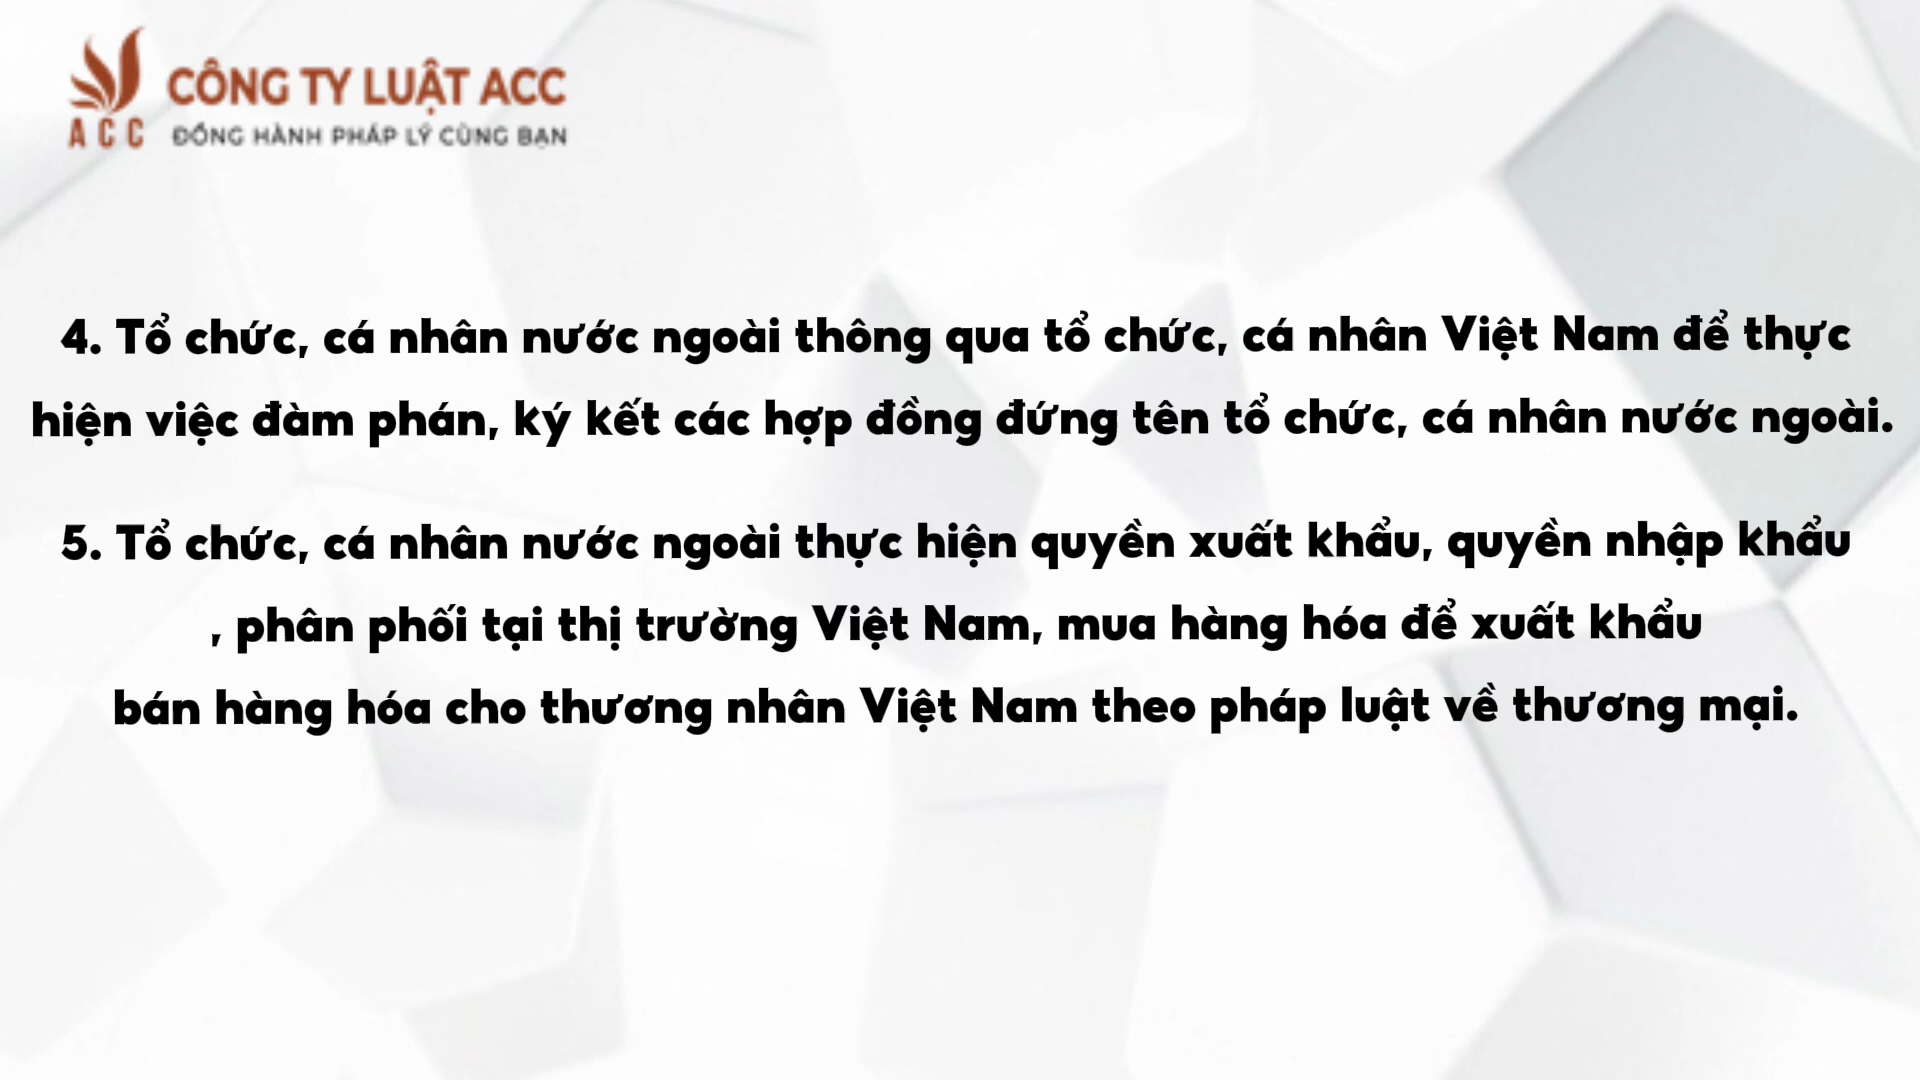 CÔNG TY LUẬT ACC
ACC
ĐỒNG HÀNH PHÁP LÝ CÙNG BẠN
4. Tổ chức, cá nhân nước ngoài thông qua tổ chức, cá nhân Việt Nam để thực
hiện việc đàm phán, ký kết các hợp đồng đứng tên tổ chức, cá nhân nước ngoài.
5. Tổ chức, cá nhân nước ngoài thực hiện quyền xuất khẩu, quyền nhập khẩu
, phân phối tại thị trường Việt Nam, mua hàng hóa để xuất khẩu
bán hàng hóa cho thương nhân Việt Nam theo pháp luật về thương mại.